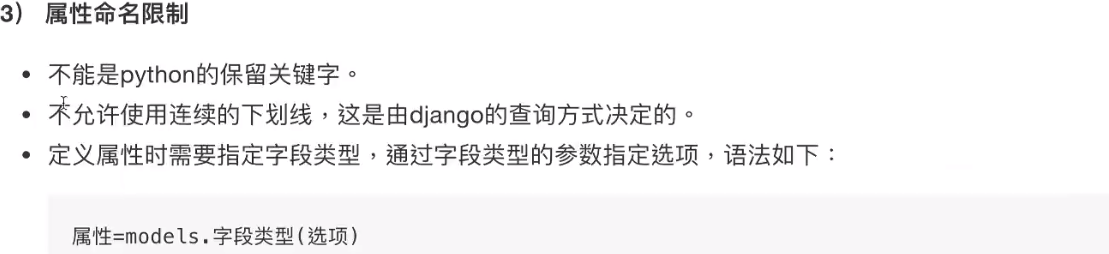 3） 属性命名限制
• 不能是python的保留关键字。
• 不允许使用连续的下划线，这是由django的查询方式决定的。
• 定义属性时需要指定字段类型，通过字段类型的参数指定选项，语法如下：
属性=models.字段类型(选项)